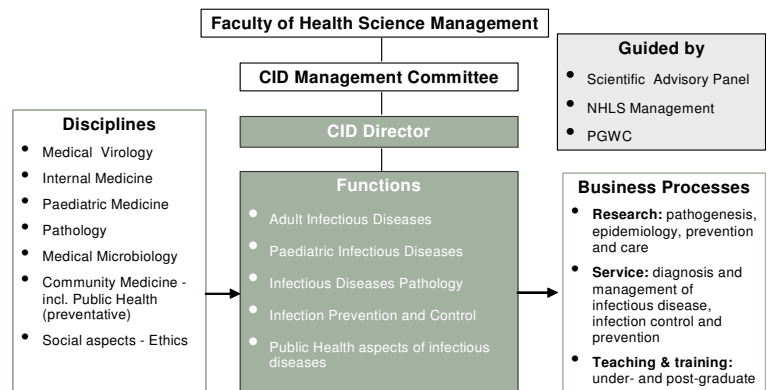 Faculty of Health Science Management
CID Management Committee
CID Director
Guided by
• Scientific Advisory Panel
• NHLS Management
• PGWC
Disciplines
• Medical Virology
• Internal Medicine
• Paediatric Medicine
• Pathology
• Medical Microbiology
• Community Medicine -
incl. Public Health
(preventative)
• Social aspects - Ethics
Functions
• Adult Infectious Diseases
• Paediatric Infectious Diseases
• Infectious Diseases Pathology
• Infection Prevention and Control
• Public Health aspects of infectious
diseases
Business Processes
• Research: pathogenesis,
epidemiology, prevention
and care
• Service: diagnosis and
management of
infectious disease,
infection control and
prevention
• Teaching & training:
under- and post-graduate